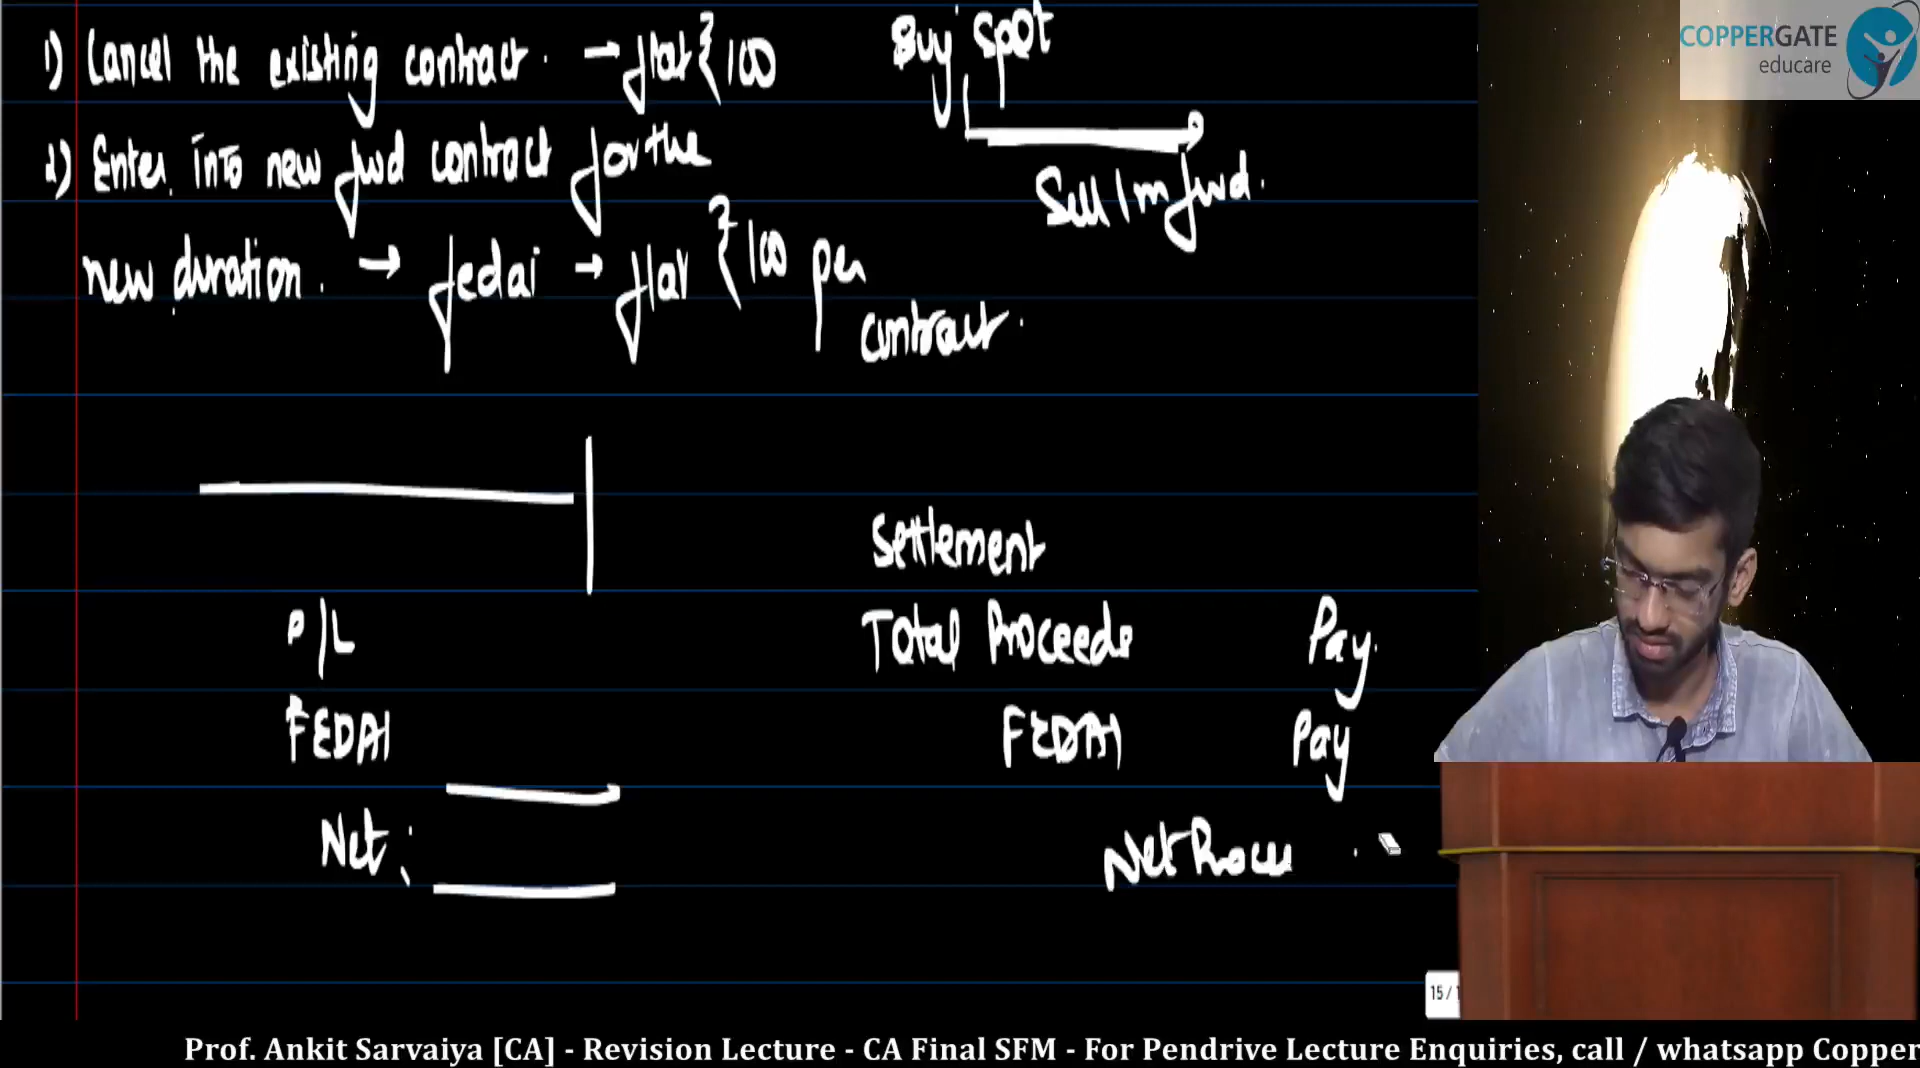 1) Cancel the existing contract. → flat ₹100
2) Enter into new fwd contract for the
new duration. → fedai → flat ₹100 per
contract.
Buy spot
Sell 1m fwd.
P/L
FEDAI
Net:
Settlement
Total Proceeds Pay.
FEDAI Pay
Net
COPPERGATE
educare
15/1
Prof. Ankit Sarvaiya [CA] - Revision Lecture - CA Final SFM - For Pendrive Lecture Enquiries, call / whatsapp Copper